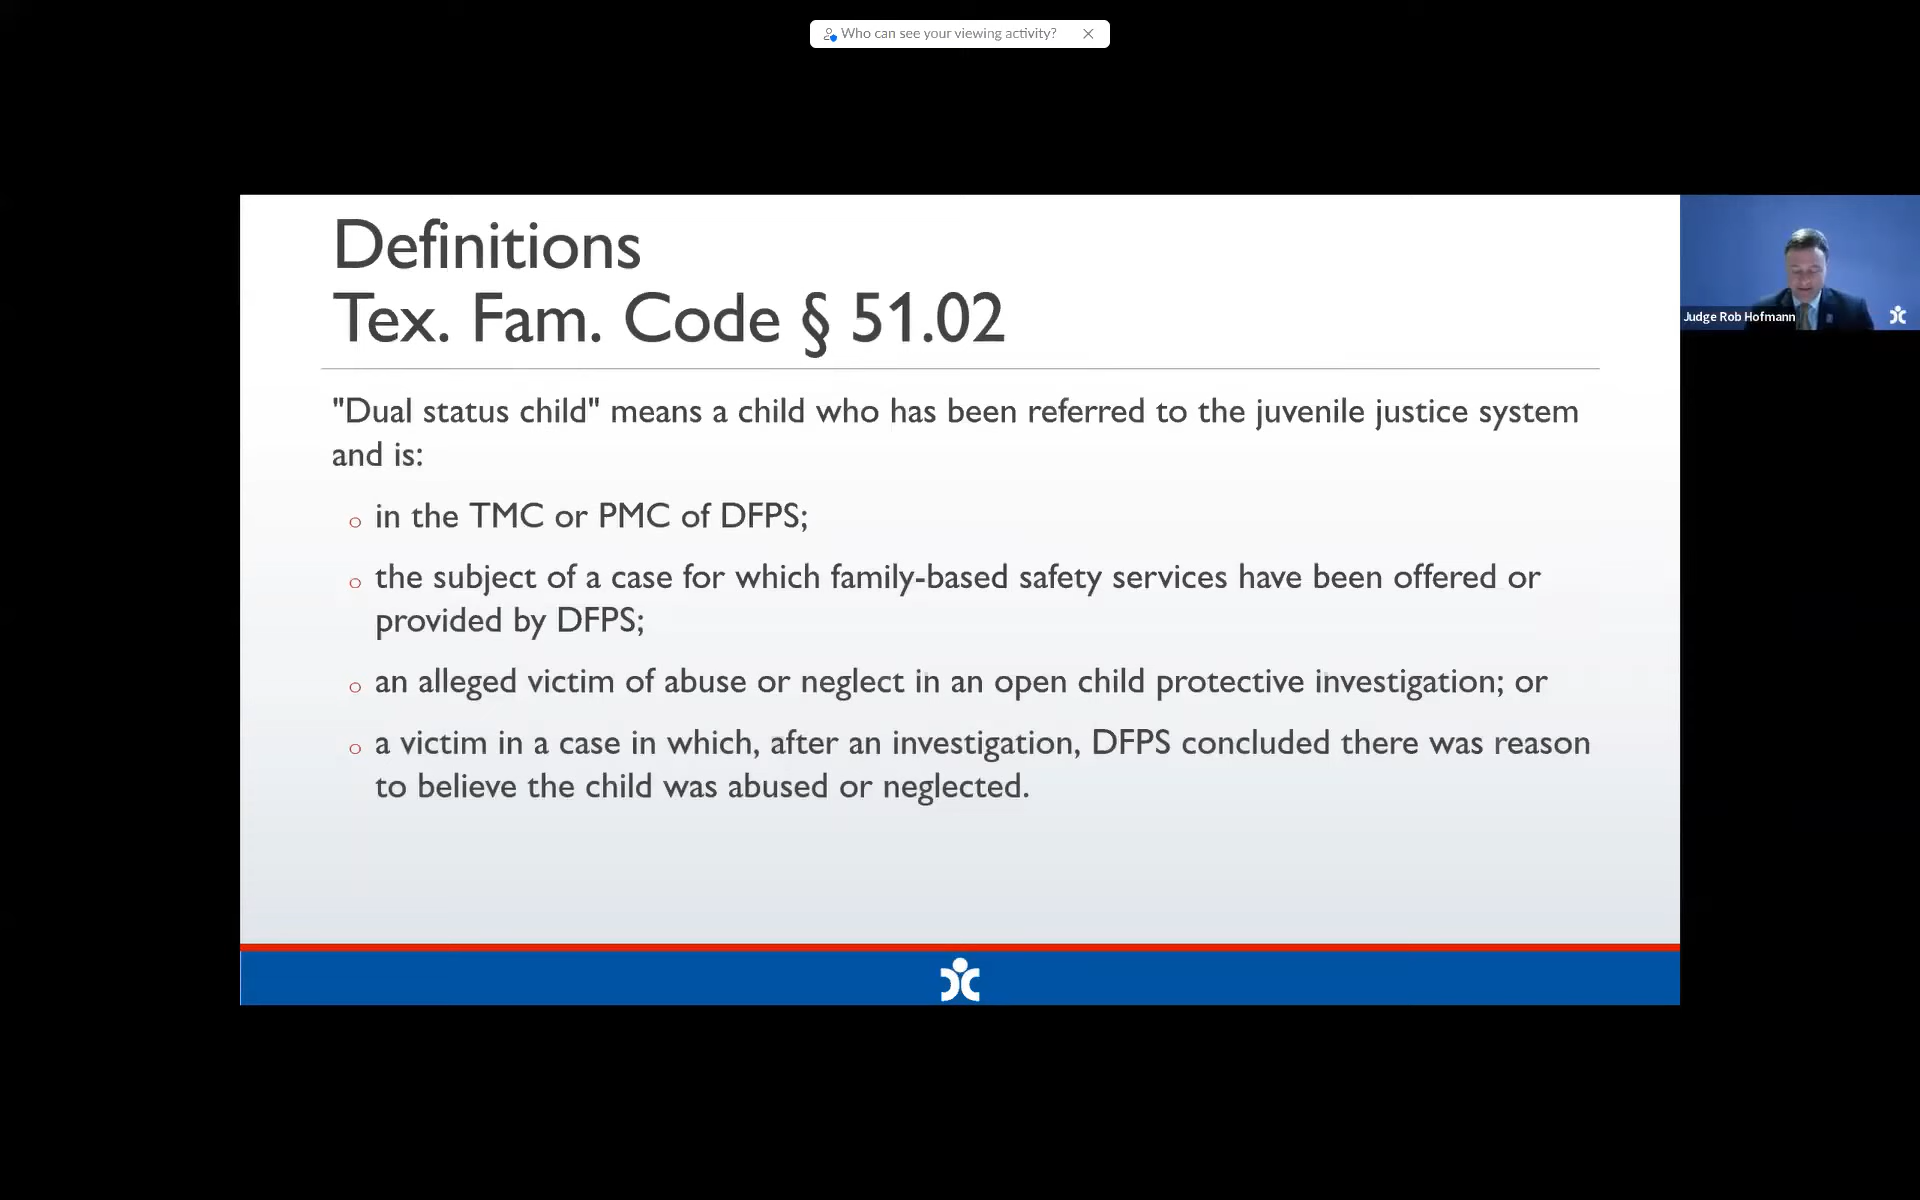 Who can see your viewing activity?
Definitions
Tex. Fam. Code § 51.02
"Dual status child" means a child who has been referred to the juvenile justice system
and is:
in the TMC or PMC of DFPS;
the subject of a case for which family-based safety services have been offered or
provided by DFPS;
an alleged victim of abuse or neglect in an open child protective investigation; or
a victim in a case in which, after an investigation, DFPS concluded there was reason
to believe the child was abused or neglected.
Judge Rob Hofmann